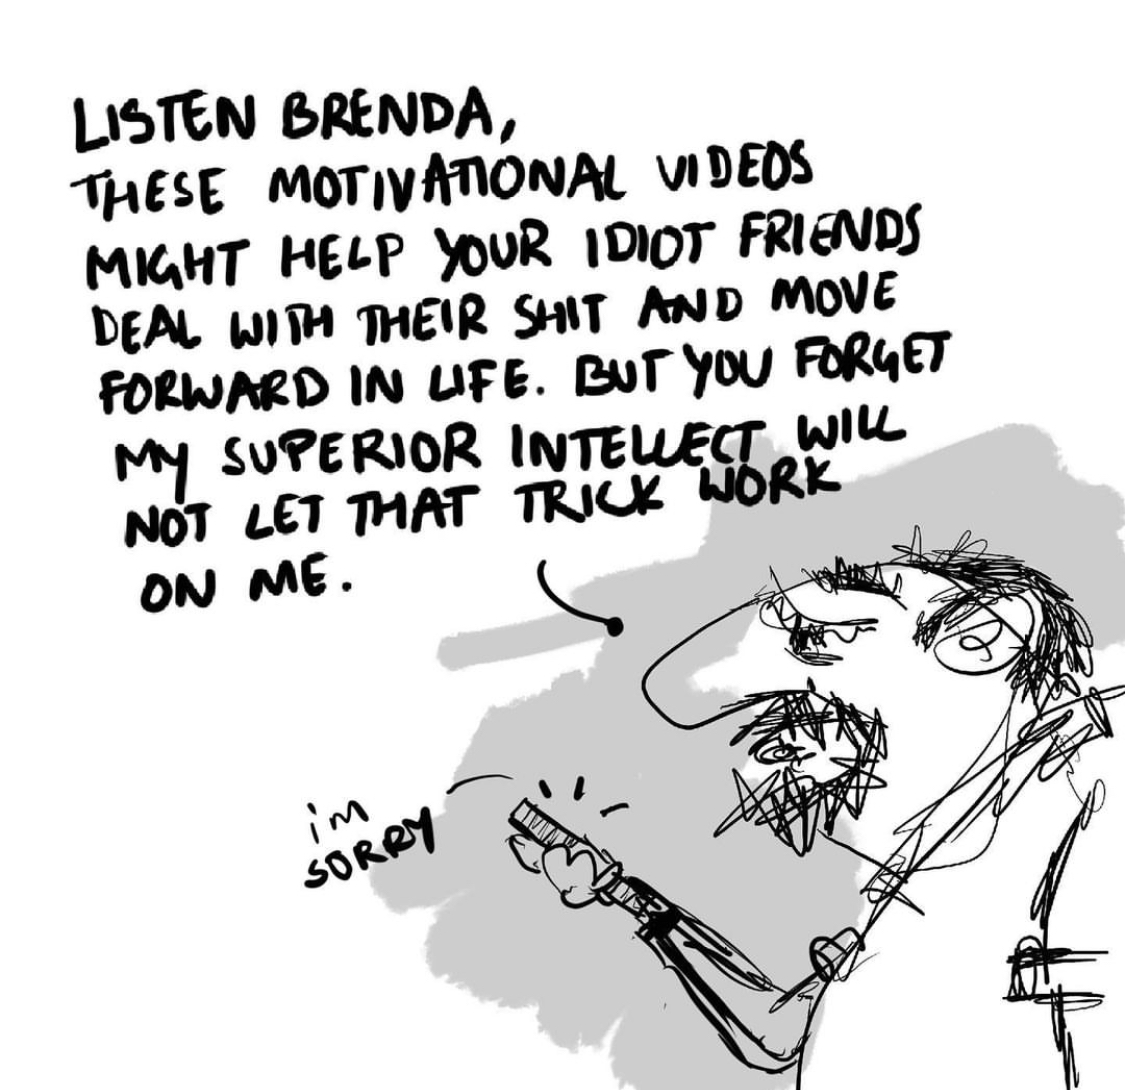 LISTEN BRENDA,
THESE MOTIVATIONAL VIDEOS
MIGHT HELP YOUR IDIOT FRIENDS
DEAL WITH THEIR SHIT AND MOVE
FORWARD IN LIFE. BUT YOU FORGET
MY SUPERIOR INTELLECT WILL
NOT LET THAT TRICK WORK
ON ME.
im
SORRY